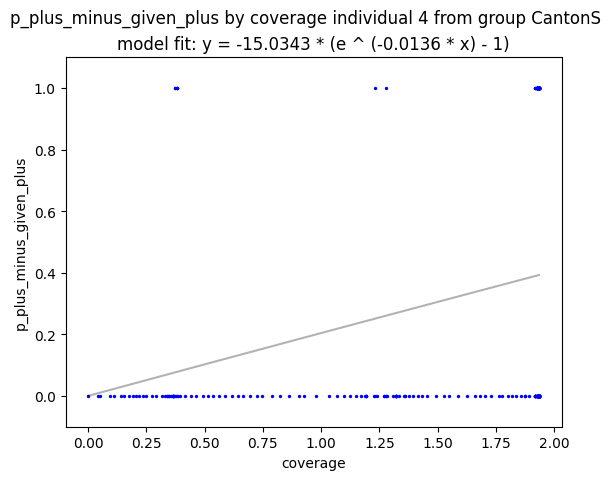 p_plus_minus_given_plus by coverage individual 4 from group CantonS
model fit: y = -15.0343 * (e ^ (-0.0136 * x) - 1)
p_plus_minus_given_plus
1.0
0.8
0.6
0.4
0.2
0.0
0.00 0.25 0.50 0.75 1.00 1.25 1.50 1.75 2.00
coverage